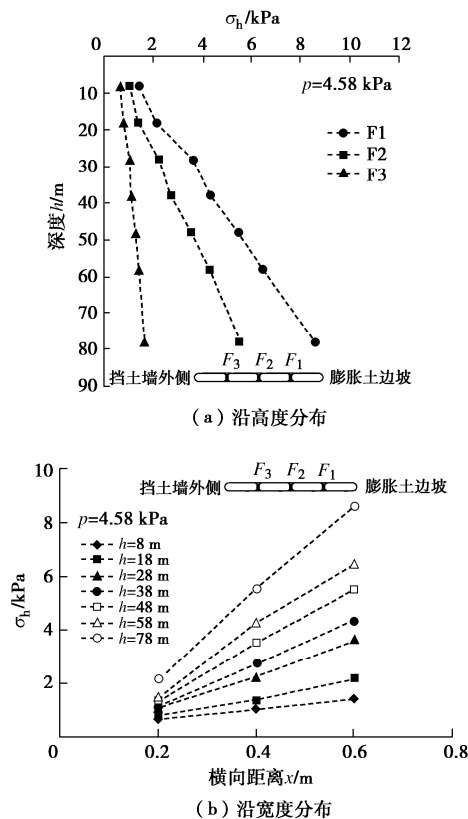 σh/kPa
0 2 4 6 8 10 12
p=4.58 kPa
10
20
30
40
50
60
70
80
90
深度h/m
F1
F2
F3
F3 F2 F1
挡土墙外侧 膨胀土边坡
(a)沿高度分布
10
8
6
4
2
0
σh/kPa
F3 F2 F1
挡土墙外侧 膨胀土边坡
p=4.58 kPa
h=8 m
h=18 m
h=28 m
h=38 m
h=48 m
h=58 m
h=78 m
0.2 0.4 0.6 0.8
横向距离x/m
(b)沿宽度分布